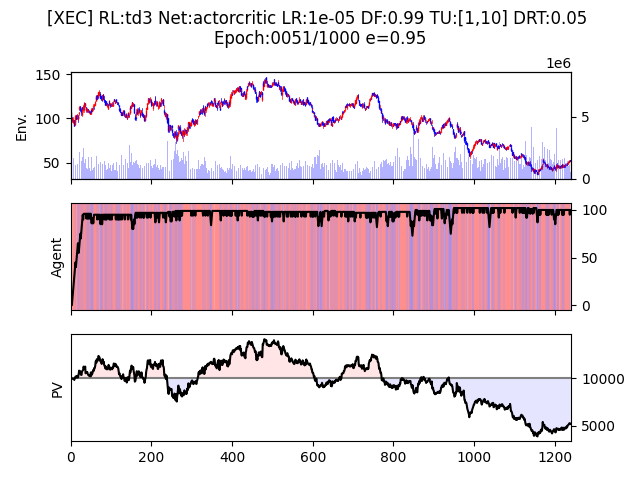 [XEC] RL:td3 Net:actorcritic LR:1e-05 DF:0.99 TU:[1,10] DRT:0.05
Epoch:0051/1000 e=0.95
1e6
150
100
50
Env.
5
0
Agent
100
50
0
PV
10000
5000
0 200 400 600 800 1000 1200